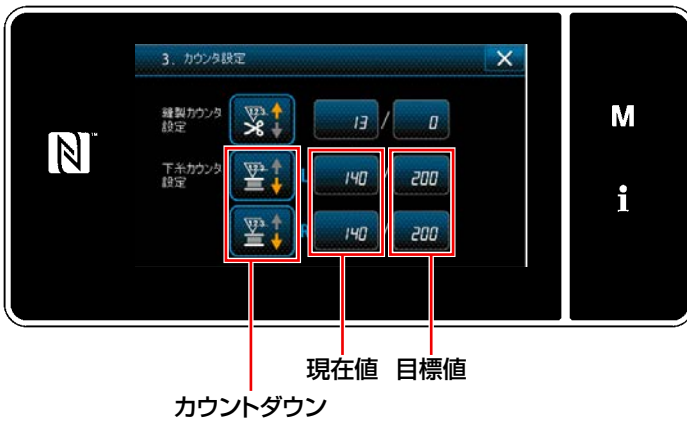 3. カウンタ設定
縫製カウンタ
設定
13 / 0
M
下糸カウンタ
設定
L 140 / 200
i
R 140 / 200
現在値 目標値
カウントダウン